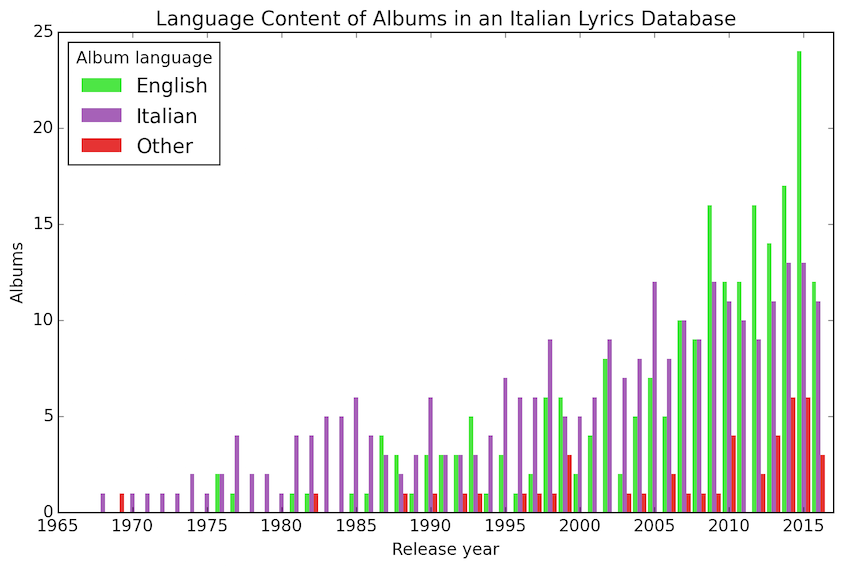 Language Content of Albums in an Italian Lyrics Database
25
20
15
10
5
0
Albums
Album language
English
Italian
Other
1965 1970 1975 1980 1985 1990 1995 2000 2005 2010 2015
Release year